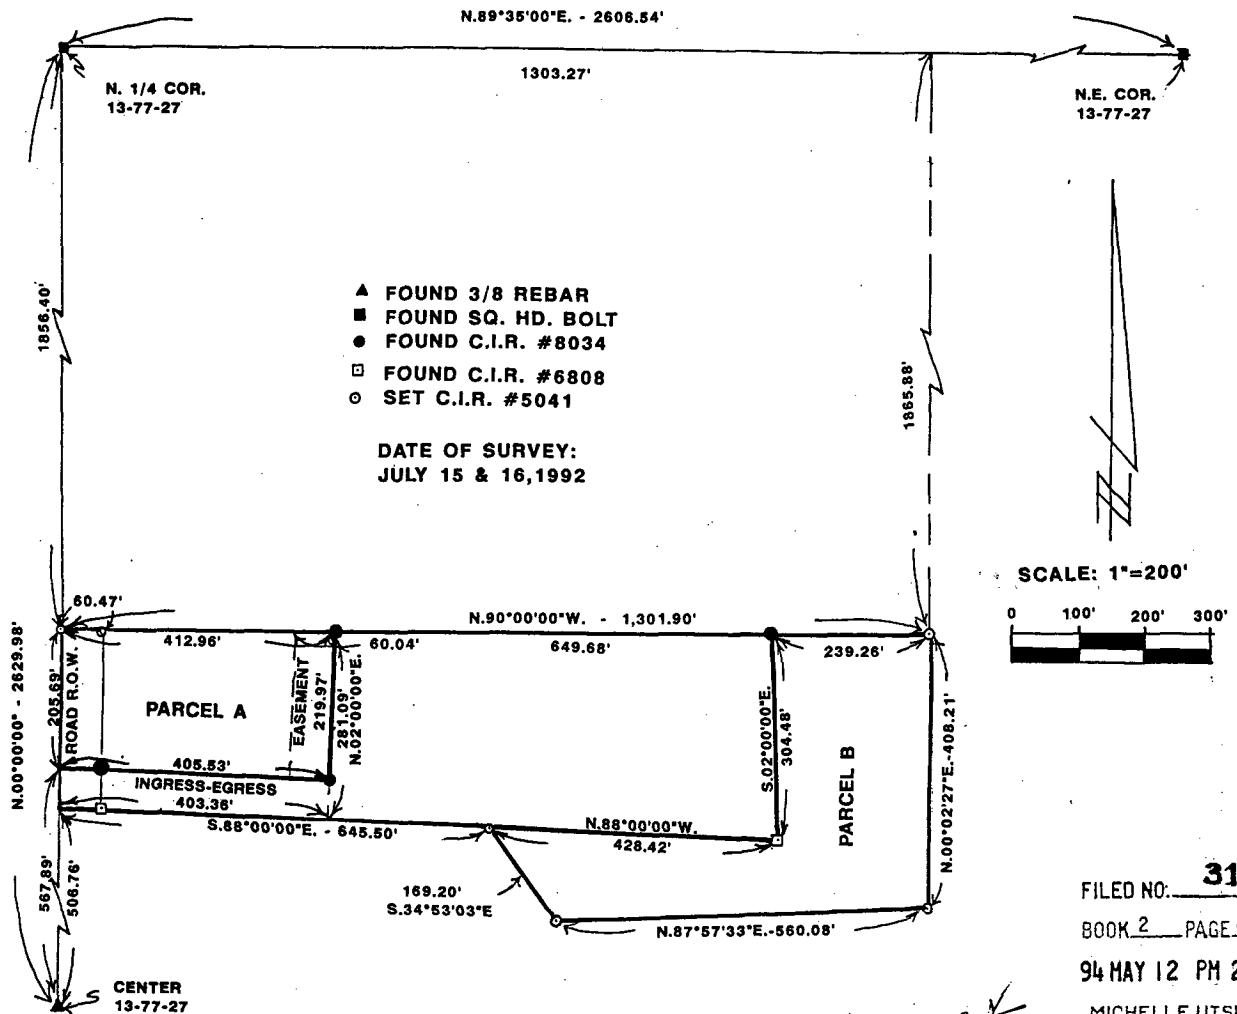 N.89°35'00"E. - 2606.54'
1303.27'
N. 1/4 COR.
13-77-27
N.E. COR.
13-77-27
1856.40'
▲ FOUND 3/8 REBAR
■ FOUND SQ. HD. BOLT
● FOUND C.I.R. #8034
⊡ FOUND C.I.R. #6808
⊙ SET C.I.R. #5041
DATE OF SURVEY:
JULY 15 & 16,1992
1865.88'
SCALE: 1"=200'
0 100' 200' 300'
N.00°00'00" - 2629.98'
60.47'
412.96'
N.90°00'00"W. - 1,301.90'
60.04'
649.68'
239.26'
205.69'
ROAD R.O.W.
PARCEL A
EASEMENT
219.97'
281.09'
N.02°00'00"E.
S.02°00'00"E.
304.48'
PARCEL B
N.00°02'27"E.-408.21'
405.53'
INGRESS-EGRESS
403.36'
S.88°00'00"E. - 645.50'
N.88°00'00"W.
428.42'
169.20'
S.34°53'03"E
N.87°57'33"E.-560.08'
567.89'
506.76'
S CENTER
13-77-27
FILED NO. 31
BOOK 2 PAGE
94 MAY 12 PM 2